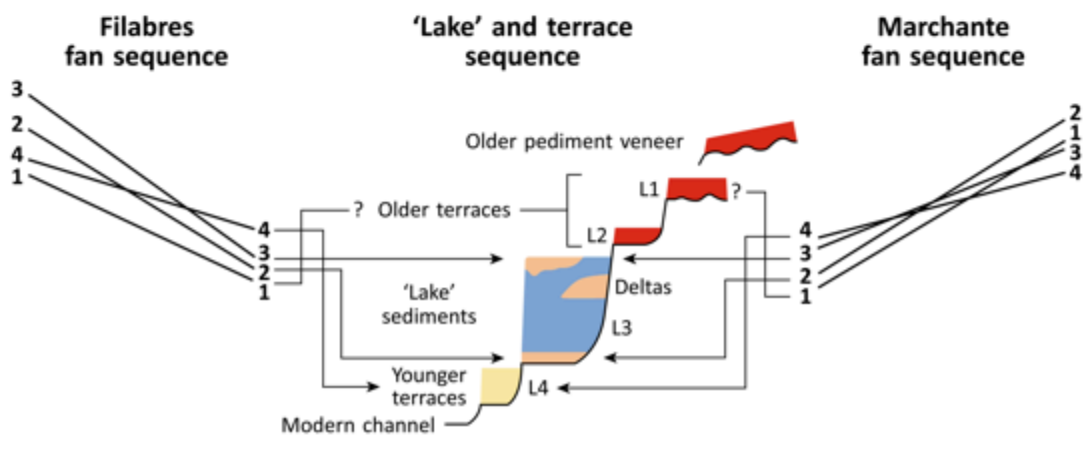 Filabres
fan sequence
‘Lake’ and terrace
sequence
Marchante
fan sequence
3
2
4
1
4
3
2
1
? Older terraces
‘Lake’
sediments
Younger
terraces
Modern channel
Older pediment veneer
L1
?
L2
Deltas
L3
L4
4
3
2
1
2
1
3
4